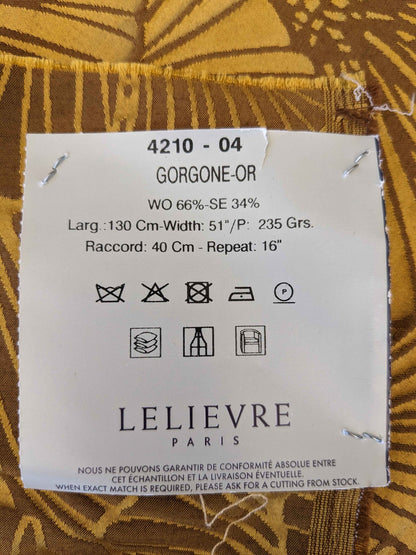 4210 - 04
GORGONE-OR
WO 66%-SE 34%
Larg.:130 Cm-Width: 51"/P: 235 Grs.
Raccord: 40 Cm - Repeat: 16"
P
LELIEVRE
PARIS
NOUS NE POUVONS GARANTIR DE CONFORMITÉ ABSOLUE ENTRE
CET ÉCHANTILLON ET LA LIVRAISON ÉVENTUELLE.
WHEN EXACT MATCH IS REQUIRED, PLEASE ASK FOR A CUTTING FROM STOCK.